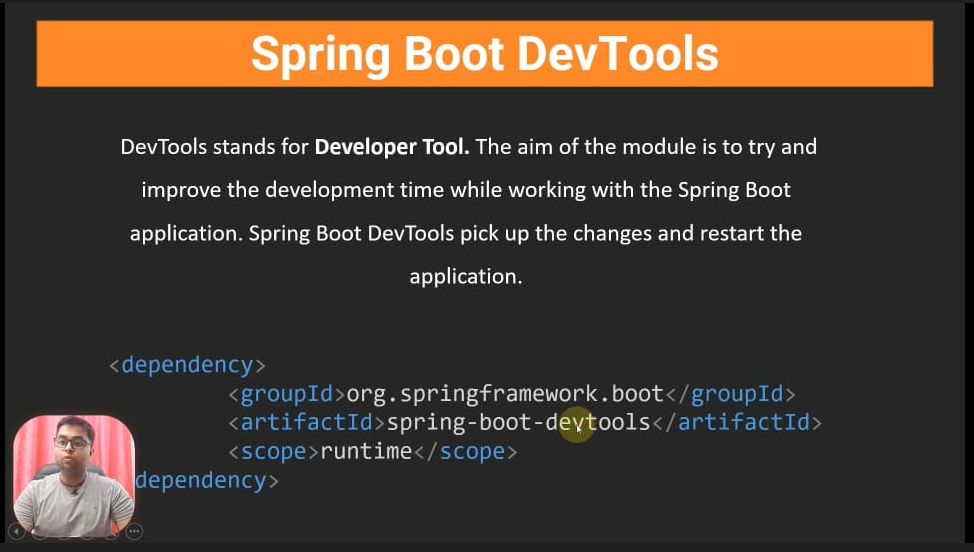 Spring Boot DevTools
DevTools stands for Developer Tool. The aim of the module is to try and
improve the development time while working with the Spring Boot
application. Spring Boot DevTools pick up the changes and restart the
application.
<dependency>
<groupId>org.springframework.boot</groupId>
<artifactId>spring-boot-devtools</artifactId>
<scope>runtime</scope>
dependency>